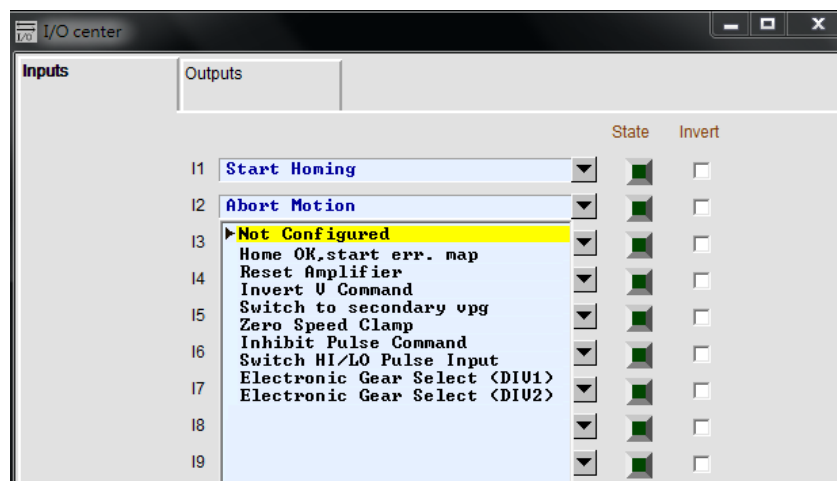 I/O center
Inputs
Outputs
State Invert
I1 Start Homing
I2 Abort Motion
I3 Not Configured
Home OK,start err. map
I4 Reset Amplifier
Invert V Command
I5 Switch to secondary vpg
Zero Speed Clamp
I6 Inhibit Pulse Command
Switch HI/LO Pulse Input
I7 Electronic Gear Select (DIV1)
Electronic Gear Select (DIV2)
I8
I9